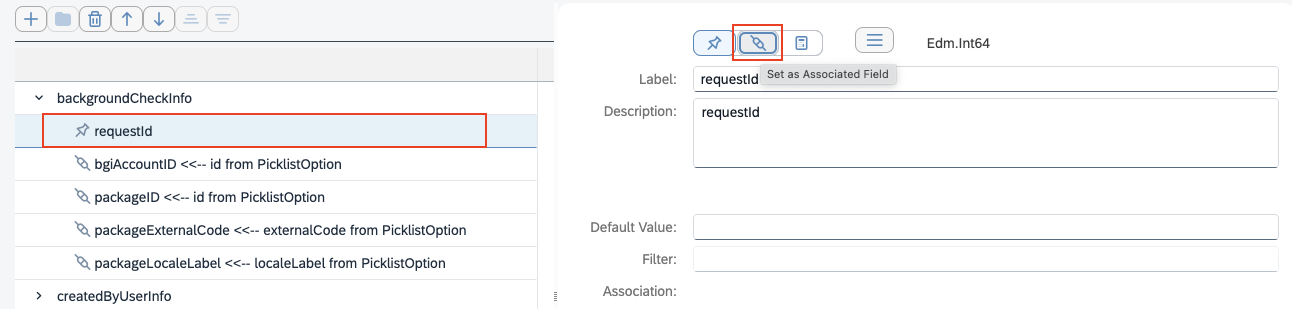 Edm.Int64
Set as Associated Field
Label: requestId
Description: requestId
backgroundCheckInfo
requestId
bgiAccountID <<-- id from PicklistOption
packageID <<-- id from PicklistOption
packageExternalCode <<-- externalCode from PicklistOption
packageLocaleLabel <<-- localeLabel from PicklistOption
createdByUserInfo
Default Value:
Filter:
Association: